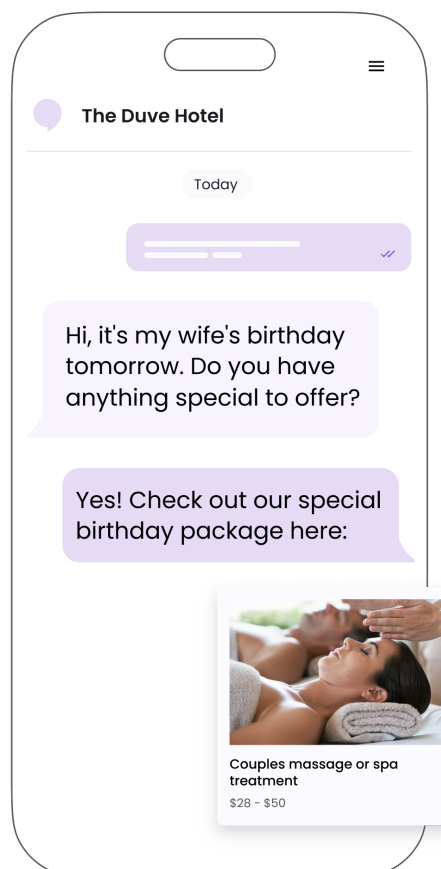 The Duve Hotel
Today
Hi, it's my wife's birthday
tomorrow. Do you have
anything special to offer?
Yes! Check out our special
birthday package here:
Couples massage or spa
treatment
$28 - $50